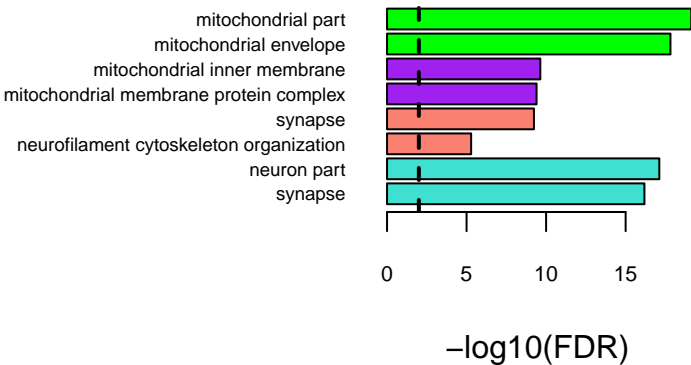 mitochondrial part
mitochondrial envelope
mitochondrial inner membrane
mitochondrial membrane protein complex
synapse
neurofilament cytoskeleton organization
neuron part
synapse
0 5 10 15
−log10(FDR)